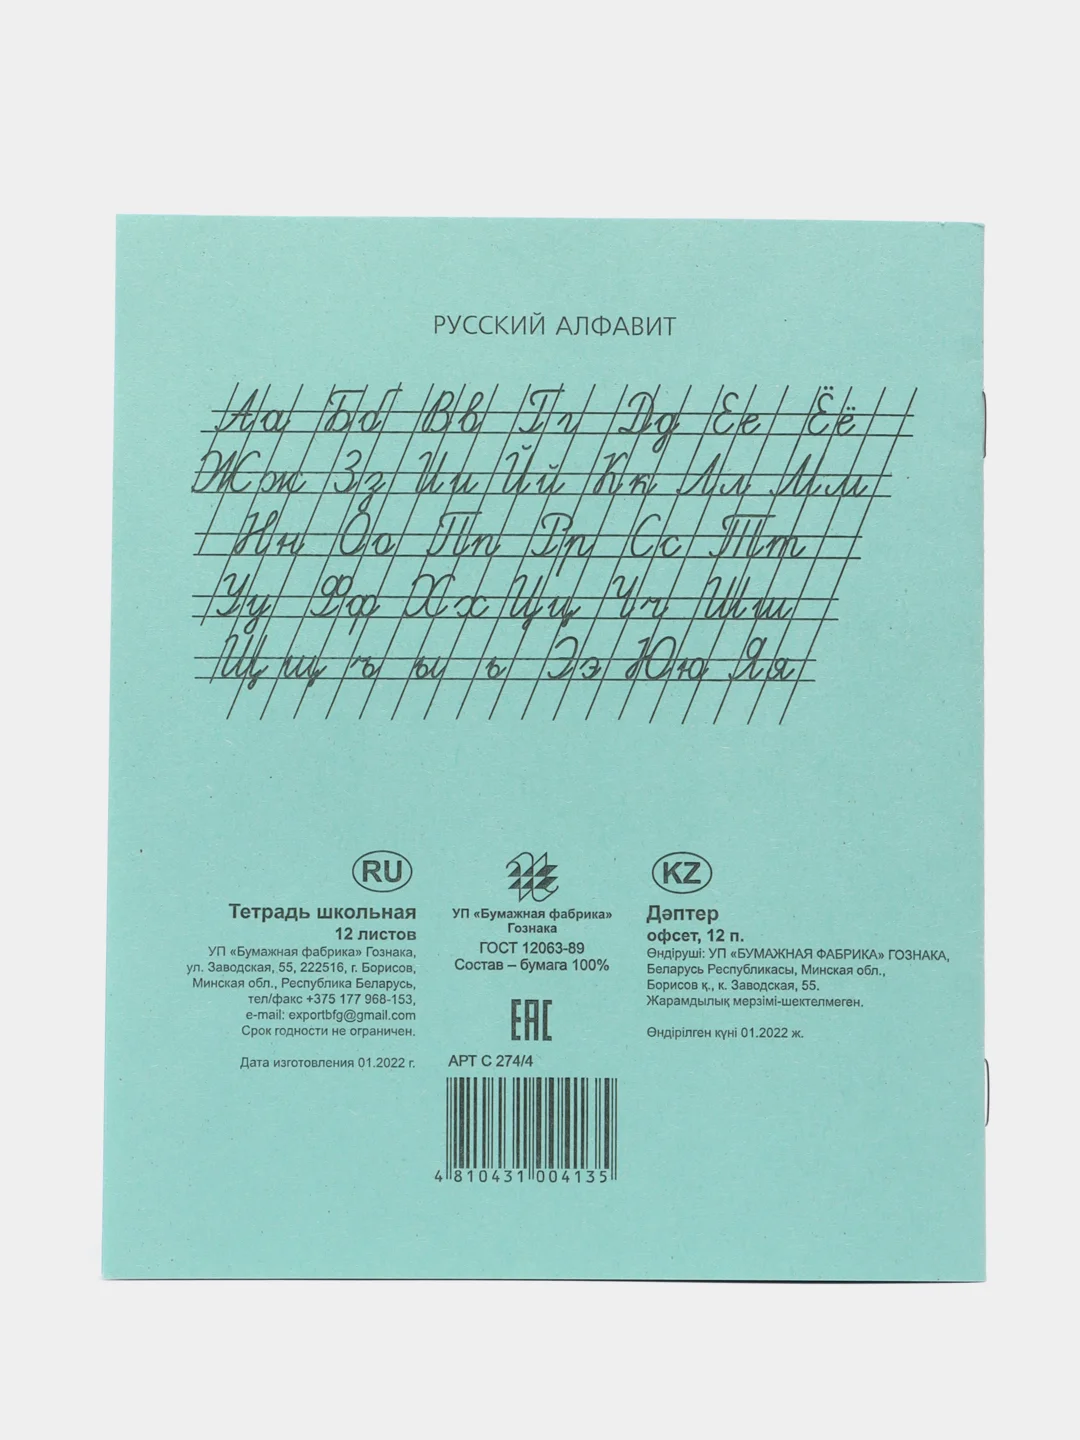 РУССКИЙ АЛФАВИТ
Аа Бб Вв Гг Дд Ее Ёё
Жж Зз Ии Йй Кк Лл Мм
Нн Оо Пп Рр Сс Тт
Уу Фф Хх Цц Чч Шш
Щщ ъ ы ь Ээ Юю Яя
RU
Тетрадь школьная
12 листов
УП «Бумажная фабрика» Гознака,
ул. Заводская, 55, 222516, г. Борисов,
Минская обл., Республика Беларусь,
тел/факс +375 177 968-153,
e-mail: exportbfg@gmail.com
Срок годности не ограничен.
Дата изготовления 01.2022 г.
УП «Бумажная фабрика»
Гознака
ГОСТ 12063-89
Состав – бумага 100%
EAC
АРТ С 274/4
4 810431 004135
KZ
Дәптер
офсет, 12 п.
Өндіруші: УП «БУМАЖНАЯ ФАБРИКА» ГОЗНАКА,
Беларусь Республикасы, Минская обл.,
Борисов қ., к. Заводская, 55.
Жарамдылық мерзімі-шектелмеген.
Өндірілген күні 01.2022 ж.